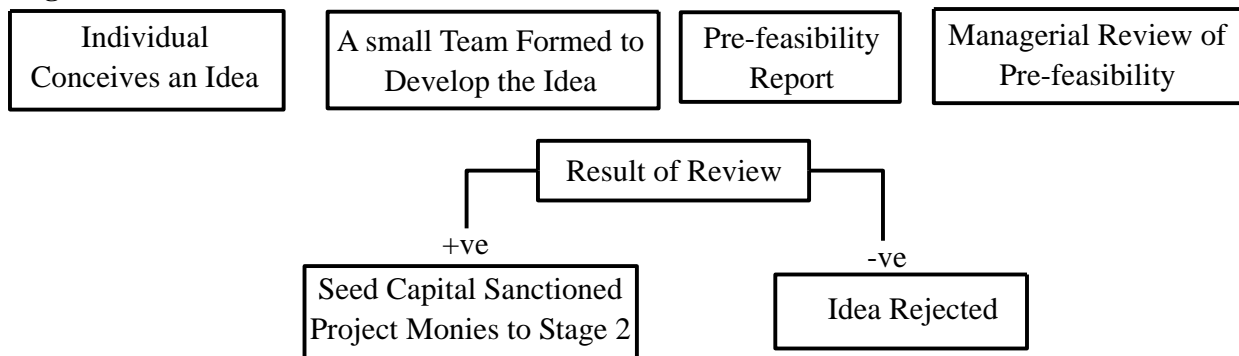 Individual
Conceives an Idea
A small Team Formed to
Develop the Idea
Pre-feasibility
Report
Managerial Review of
Pre-feasibility
Result of Review
+ve
-ve
Seed Capital Sanctioned
Project Monies to Stage 2
Idea Rejected